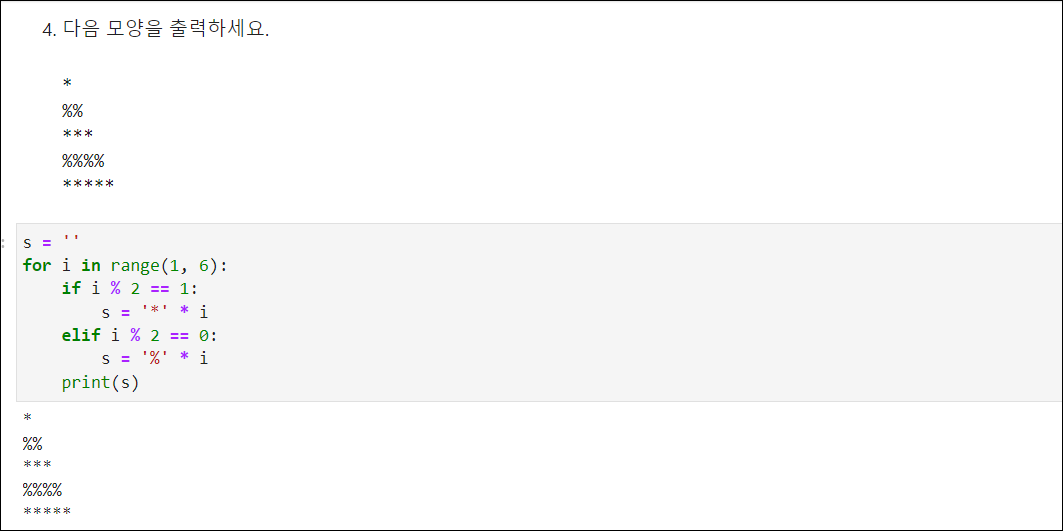 4. 다음 모양을 출력하세요.
*
%%
***
%%%%
*****
s = ''
for i in range(1, 6):
    if i % 2 == 1:
        s = '*' * i
    elif i % 2 == 0:
        s = '%' * i
    print(s)
*
%%
***
%%%%
*****